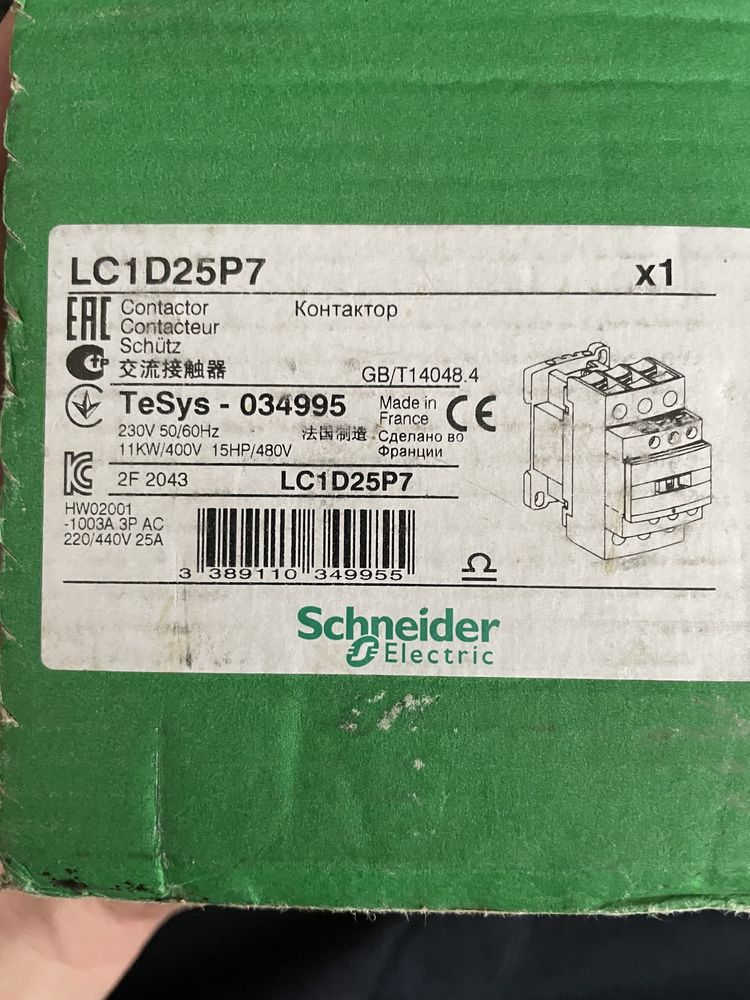 LC1D25P7 x1
EAC Contactor Контактор
Contacteur
Schütz
交流接触器 GB/T14048.4
TeSys - 034995 Made in France CE
230V 50/60Hz 法国制造 Сделано во
11KW/400V 15HP/480V Франции
2F 2043 LC1D25P7
HW02001
-1003A 3P AC
220/440V 25A
3 389110 349955
Schneider
Electric